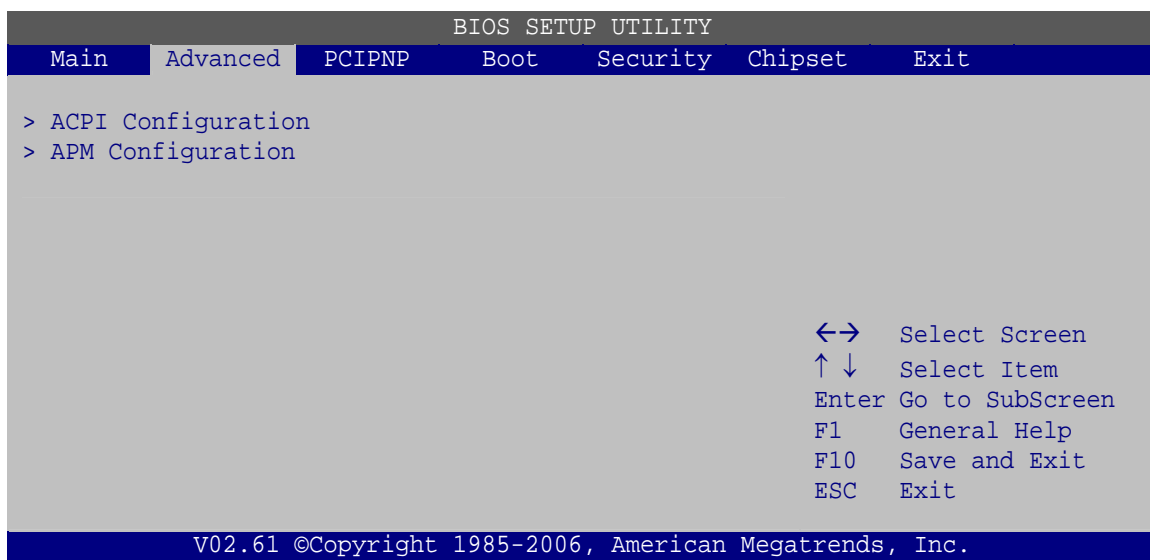 BIOS SETUP UTILITY
Main Advanced PCIPNP Boot Security Chipset Exit
> ACPI Configuration
> APM Configuration
←→ Select Screen
↑ ↓ Select Item
Enter Go to SubScreen
F1 General Help
F10 Save and Exit
ESC Exit
V02.61 ©Copyright 1985-2006, American Megatrends, Inc.